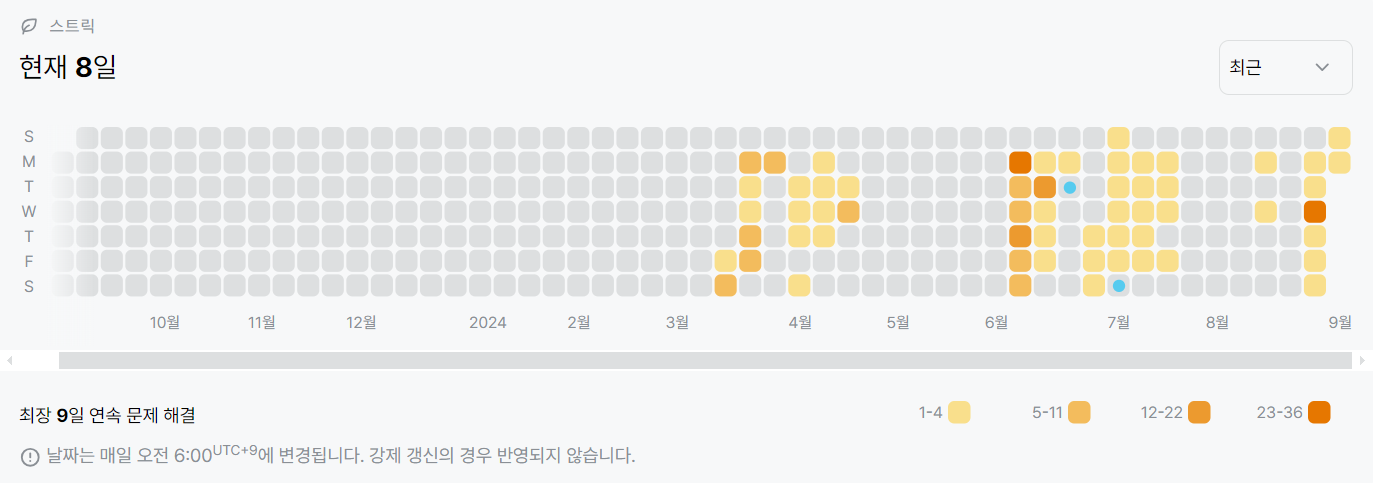 스트릭
현재 8일
최근
S
M
T
W
T
F
S
10월 11월 12월 2024 2월 3월 4월 5월 6월 7월 8월 9월
최장 9일 연속 문제 해결
1-4 5-11 12-22 23-36
날짜는 매일 오전 6:00UTC+9에 변경됩니다. 강제 갱신의 경우 반영되지 않습니다.